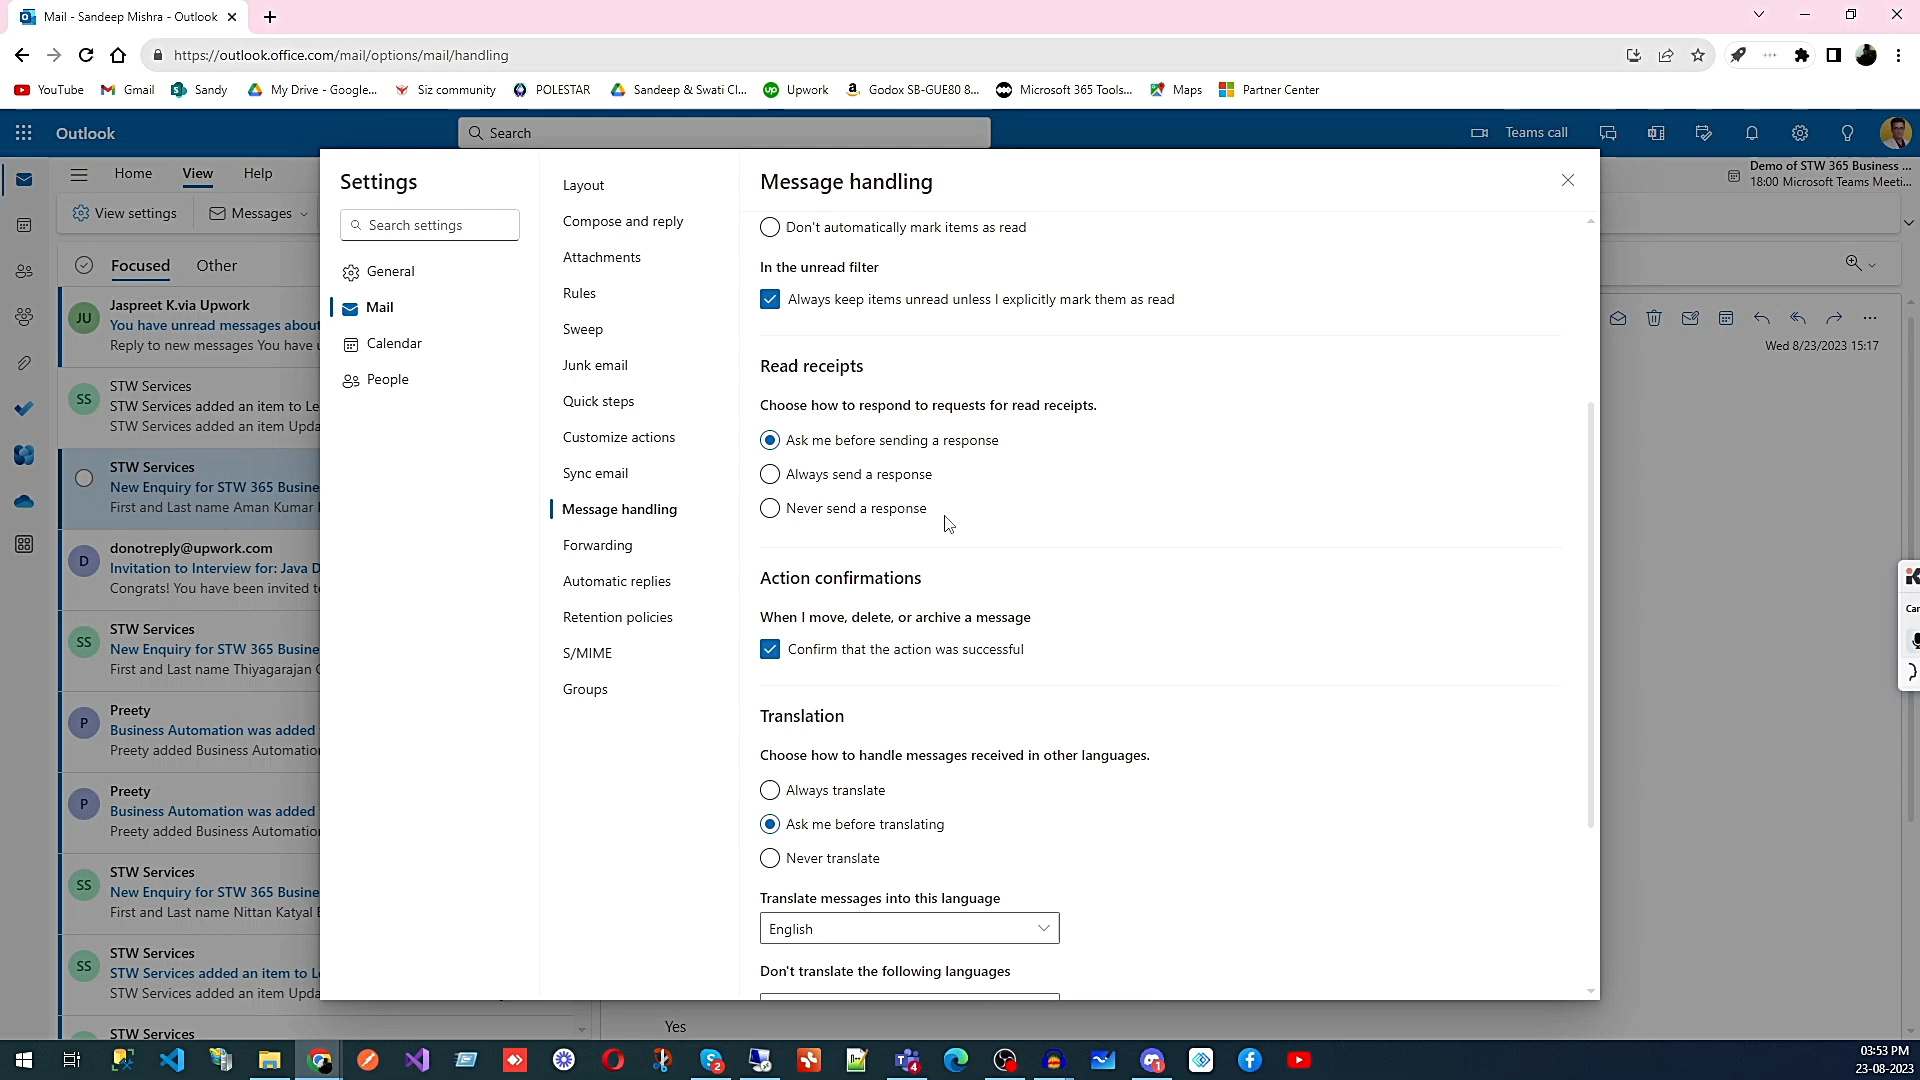 Mail - Sandeep Mishra - Outlook
https://outlook.office.com/mail/options/mail/handling
YouTube
Gmail
Sandy
My Drive - Google...
Siz community
POLESTAR
Sandeep & Swati Cl...
Upwork
Godox SB-GUE80 8...
Microsoft 365 Tools...
Maps
Partner Center
Outlook
Search
Teams call
Home
View
Help
Demo of STW 365 Business ...
18:00 Microsoft Teams Meeti...
View settings
Messages
Focused
Other
Jaspreet K.via Upwork
You have unread messages about
Reply to new messages You have u
STW Services
STW Services added an item to Le
STW Services added an item Upda
STW Services
New Enquiry for STW 365 Busine
First and Last name Aman Kumar
donotreply@upwork.com
Invitation to Interview for: Java D
Congrats! You have been invited t
STW Services
New Enquiry for STW 365 Busine
First and Last name Thiyagarajan
Preety
Business Automation was added
Preety added Business Automation
Preety
Business Automation was added
Preety added Business Automation
STW Services
New Enquiry for STW 365 Busine
First and Last name Nittan Katyal
STW Services
STW Services added an item to L
STW Services added an item Upda
STW Services
JU
SS
SS
D
SS
P
P
SS
SS
Settings
Search settings
General
Mail
Calendar
People
Layout
Compose and reply
Attachments
Rules
Sweep
Junk email
Quick steps
Customize actions
Sync email
Message handling
Forwarding
Automatic replies
Retention policies
S/MIME
Groups
Message handling
Don't automatically mark items as read
In the unread filter
Always keep items unread unless I explicitly mark them as read
Read receipts
Choose how to respond to requests for read receipts.
Ask me before sending a response
Always send a response
Never send a response
Action confirmations
When I move, delete, or archive a message
Confirm that the action was successful
Translation
Choose how to handle messages received in other languages.
Always translate
Ask me before translating
Never translate
Translate messages into this language
English
Don't translate the following languages
Wed 8/23/2023 15:17
Yes
Car
2
4
1
03:53 PM
23-08-2023